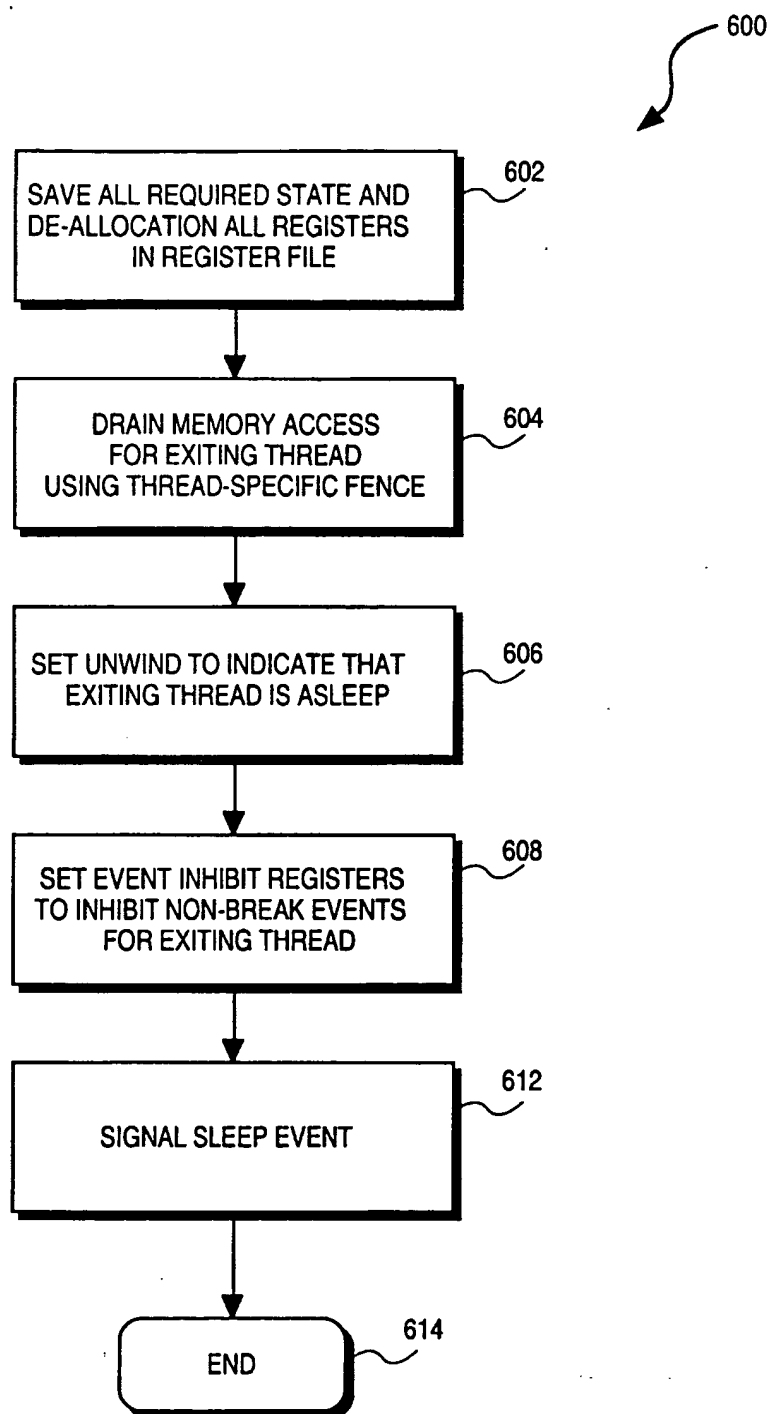 600
602
SAVE ALL REQUIRED STATE AND
DE-ALLOCATION ALL REGISTERS
IN REGISTER FILE
604
DRAIN MEMORY ACCESS
FOR EXITING THREAD
USING THREAD-SPECIFIC FENCE
606
SET UNWIND TO INDICATE THAT
EXITING THREAD IS ASLEEP
608
SET EVENT INHIBIT REGISTERS
TO INHIBIT NON-BREAK EVENTS
FOR EXITING THREAD
612
SIGNAL SLEEP EVENT
614
END